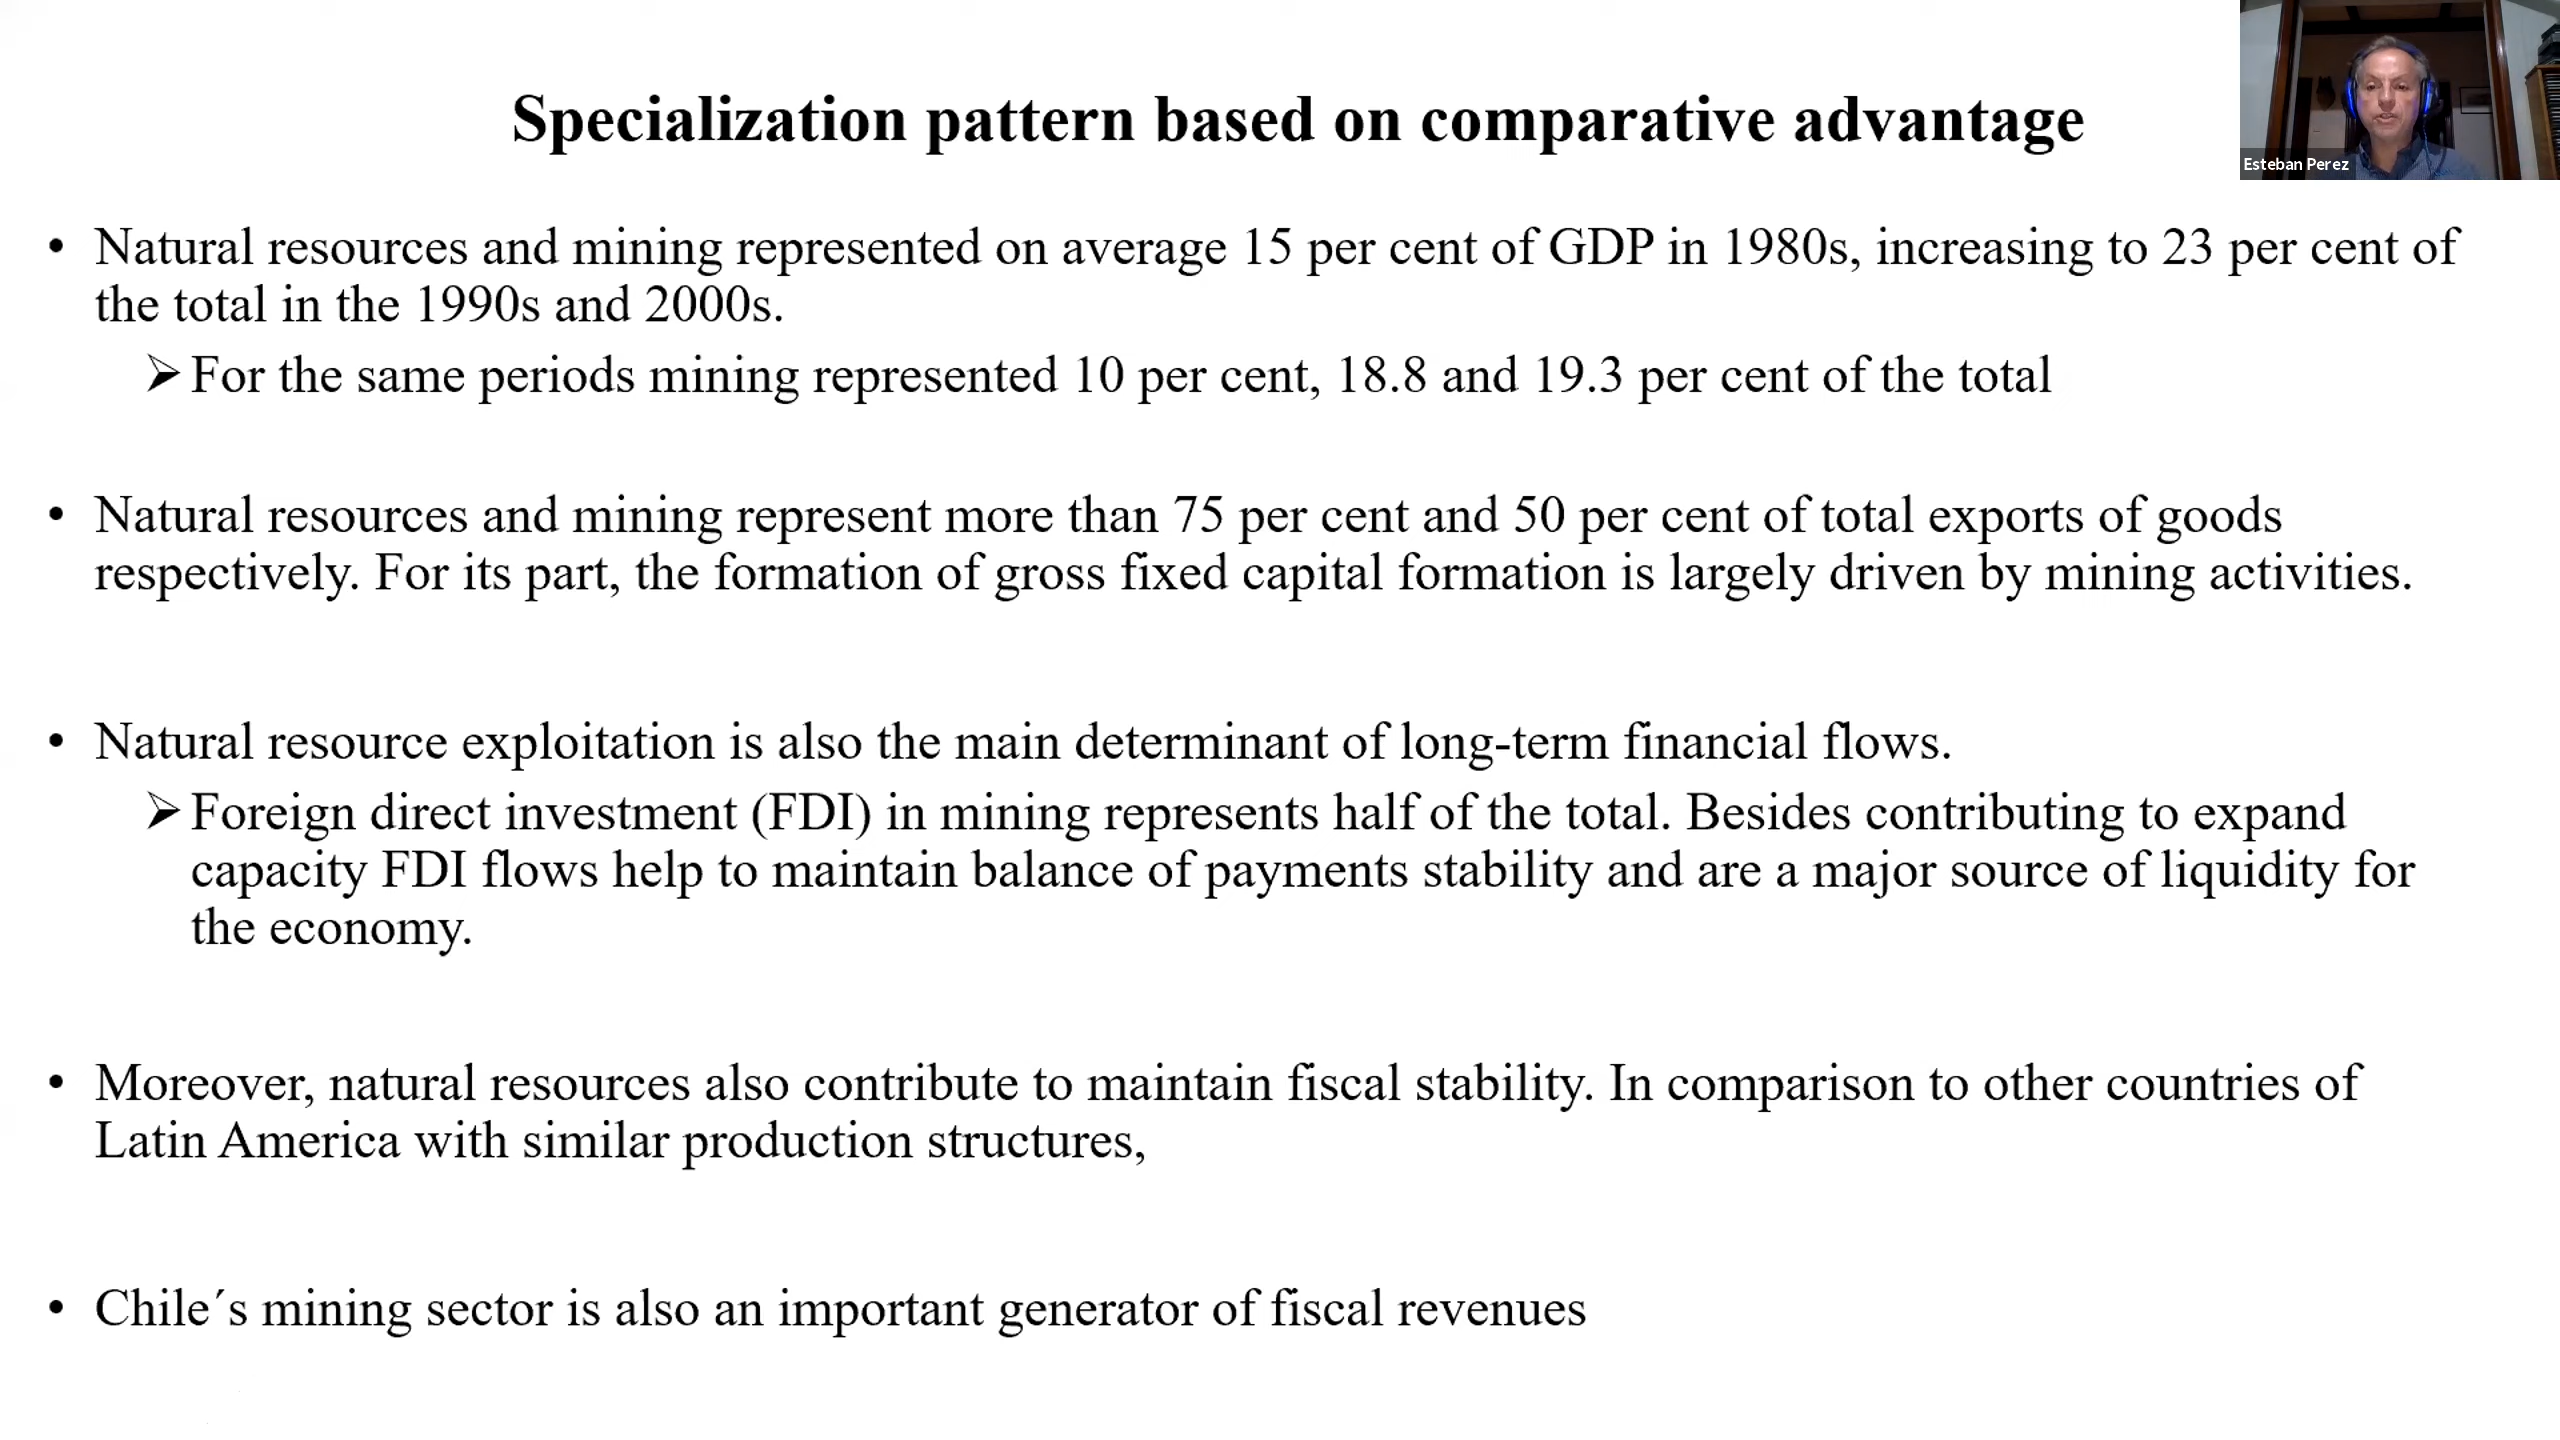 Specialization pattern based on comparative advantage
Esteban Perez
• Natural resources and mining represented on average 15 per cent of GDP in 1980s, increasing to 23 per cent of
the total in the 1990s and 2000s.
➢ For the same periods mining represented 10 per cent, 18.8 and 19.3 per cent of the total
• Natural resources and mining represent more than 75 per cent and 50 per cent of total exports of goods
respectively. For its part, the formation of gross fixed capital formation is largely driven by mining activities.
• Natural resource exploitation is also the main determinant of long-term financial flows.
➢ Foreign direct investment (FDI) in mining represents half of the total. Besides contributing to expand
capacity FDI flows help to maintain balance of payments stability and are a major source of liquidity for
the economy.
• Moreover, natural resources also contribute to maintain fiscal stability. In comparison to other countries of
Latin America with similar production structures,
• Chile´s mining sector is also an important generator of fiscal revenues